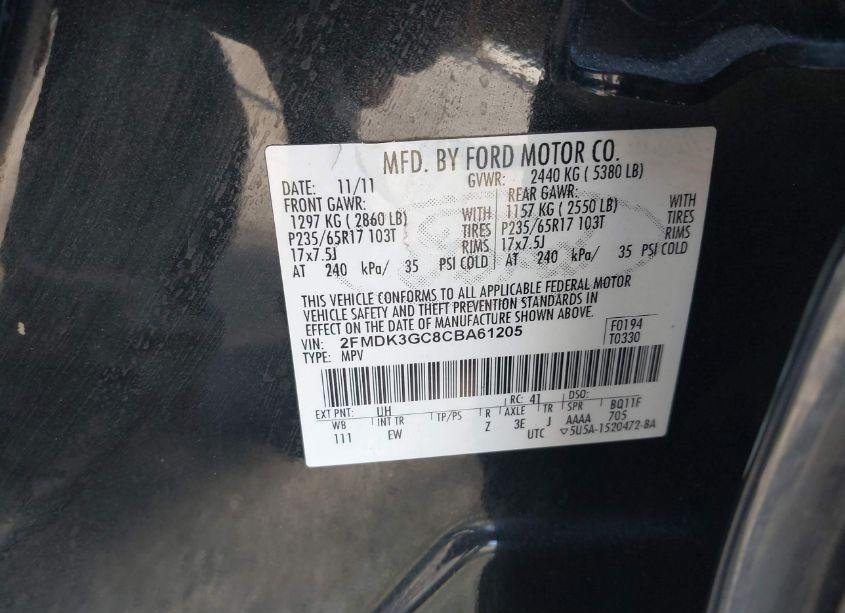 MFD. BY FORD MOTOR CO.
DATE: 11/11 GVWR: 2440 KG ( 5380 LB)
FRONT GAWR: REAR GAWR:
1297 KG ( 2860 LB) WITH 1157 KG ( 2550 LB) WITH
P235/65R17 103T TIRES P235/65R17 103T TIRES
17x7.5J RIMS 17x7.5J RIMS
AT 240 kPa/ 35 PSI COLD AT 240 kPa/ 35 PSI COLD
THIS VEHICLE CONFORMS TO ALL APPLICABLE FEDERAL MOTOR
VEHICLE SAFETY AND THEFT PREVENTION STANDARDS IN
EFFECT ON THE DATE OF MANUFACTURE SHOWN ABOVE.
VIN: 2FMDK3GC8CBA61205 F0194
TYPE: MPV T0330
EXT PNT: UH RC: 41 DSO:
WB INT TR TP/PS R AXLE TR SPR BQ11F
111 EW Z 3E J AAAA 705
UTC ▽5U5A-1520472-BA